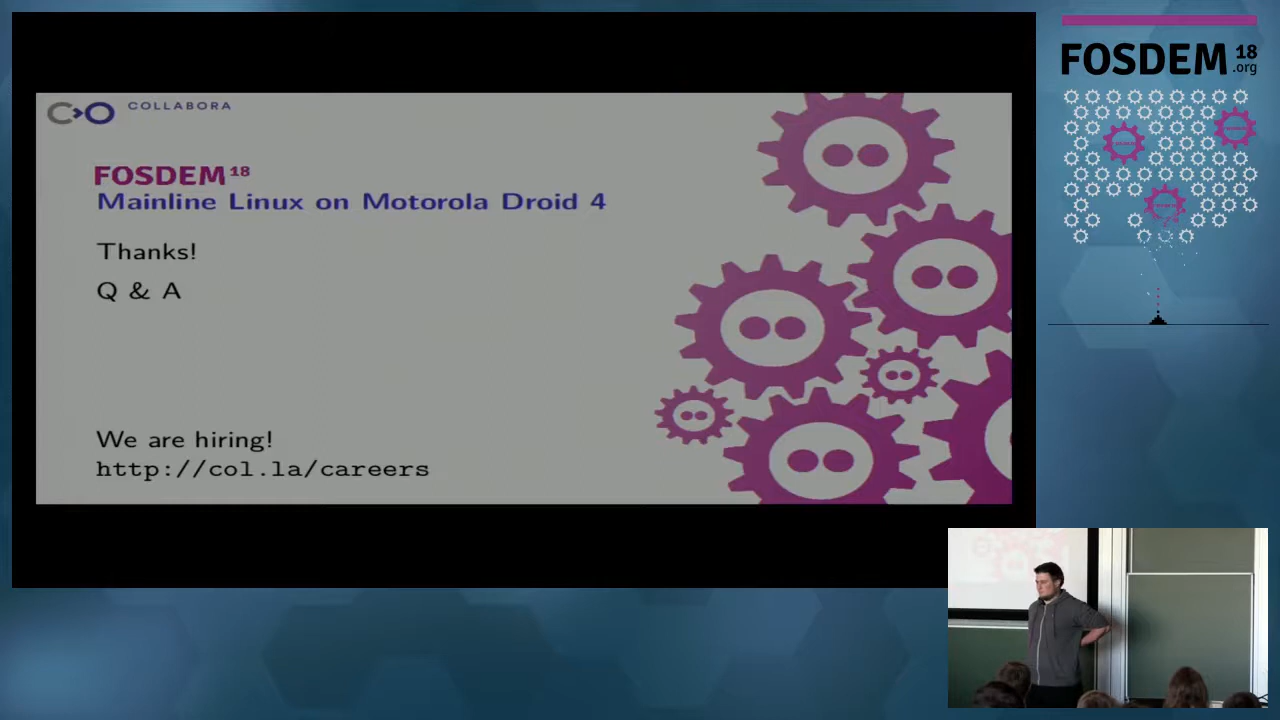 COLLABORA
FOSDEM 18
Mainline Linux on Motorola Droid 4
Thanks!
Q & A
We are hiring!
http://col.la/careers
FOSDEM 18
.org